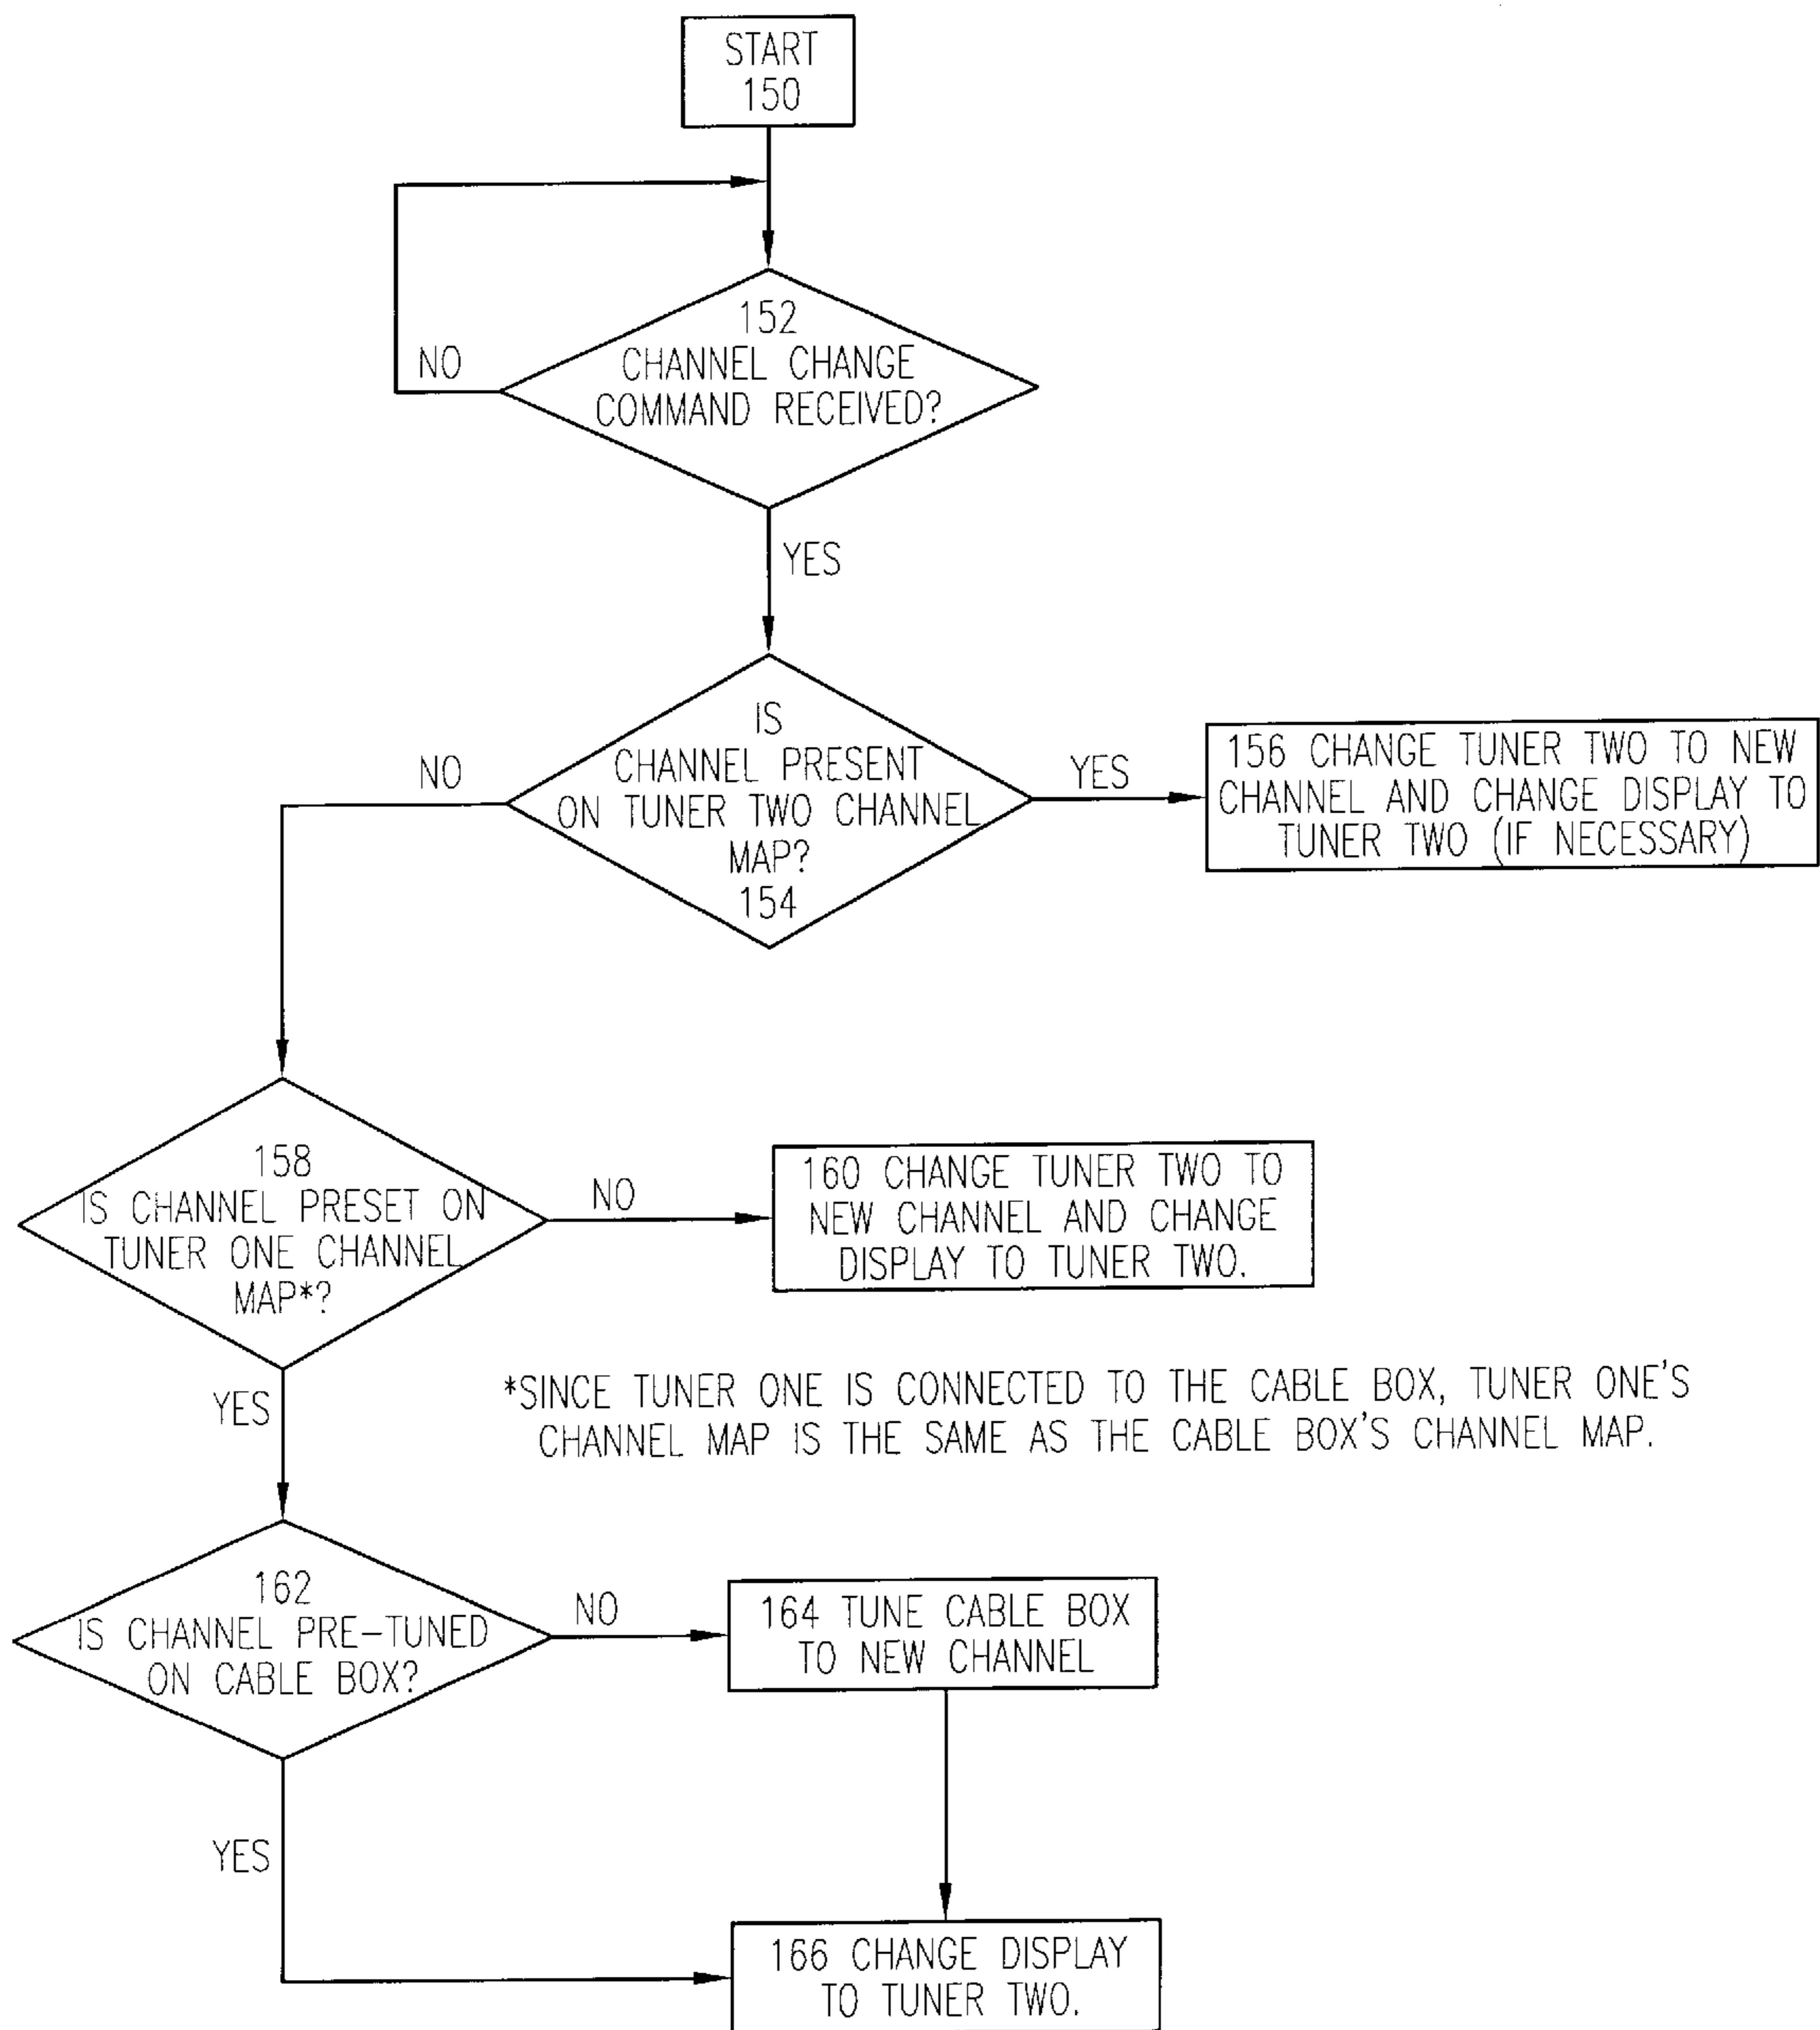 START
150
152
CHANNEL CHANGE
COMMAND RECEIVED?
NO
YES
IS
CHANNEL PRESENT
ON TUNER TWO CHANNEL
MAP?
154
NO
YES
156 CHANGE TUNER TWO TO NEW
CHANNEL AND CHANGE DISPLAY TO
TUNER TWO (IF NECESSARY)
158
IS CHANNEL PRESET ON
TUNER ONE CHANNEL
MAP*?
NO
160 CHANGE TUNER TWO TO
NEW CHANNEL AND CHANGE
DISPLAY TO TUNER TWO.
YES
*SINCE TUNER ONE IS CONNECTED TO THE CABLE BOX, TUNER ONE'S
CHANNEL MAP IS THE SAME AS THE CABLE BOX'S CHANNEL MAP.
162
IS CHANNEL PRE-TUNED
ON CABLE BOX?
NO
164 TUNE CABLE BOX
TO NEW CHANNEL
YES
166 CHANGE DISPLAY
TO TUNER TWO.